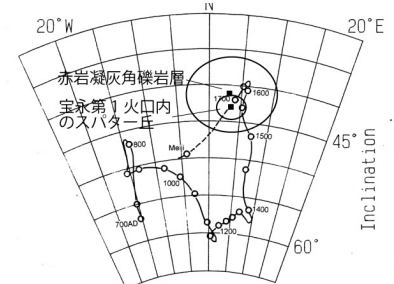 N
20°W
20°E
赤岩凝灰角礫岩層
1700
1600
宝永第1火口内
のスパター丘
1500
45°
Meiji
800
1000
Inclination
700AD
1400
1200
60°